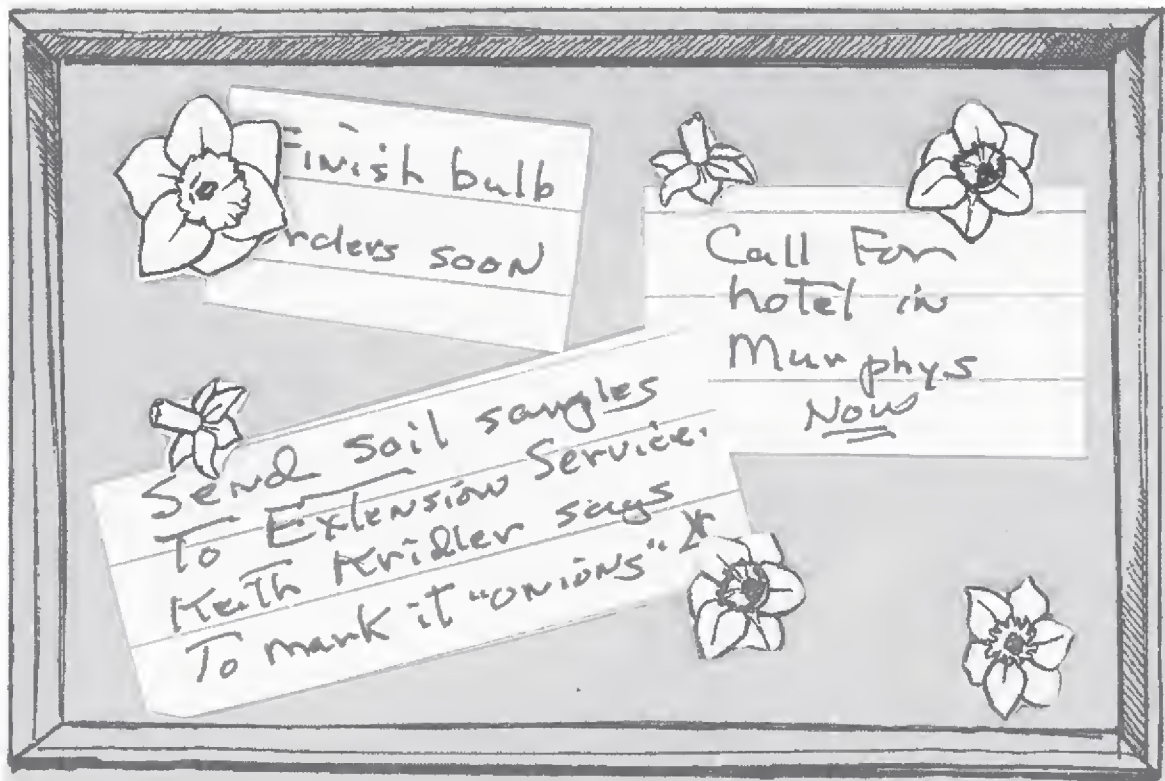 Finish bulb
orders soon
Call For
hotel in
Murphys
Now
Send soil samples
To Extension Service.
Keith Kridler says
To mark it "onions" *